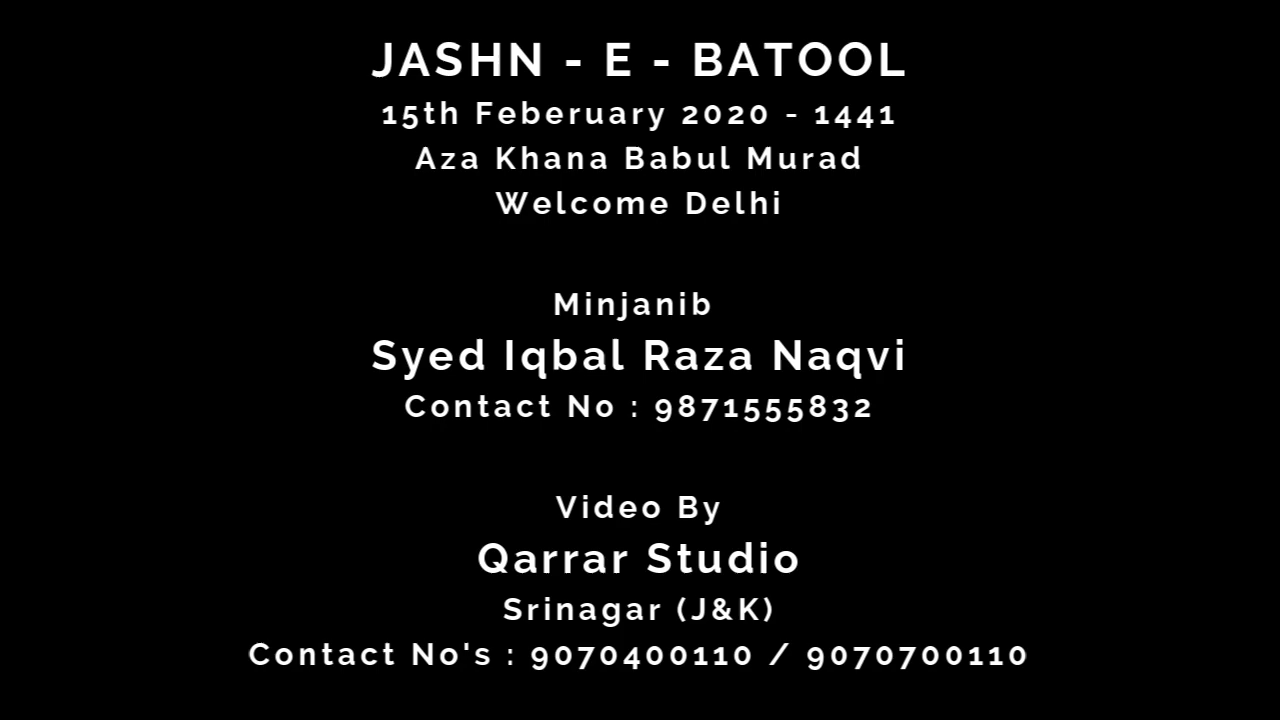 JASHN - E - BATOOL
15th Feberuary 2020 - 1441
Aza Khana Babul Murad
Welcome Delhi
Minjanib
Syed Iqbal Raza Naqvi
Contact No : 9871555832
Video By
Qarrar Studio
Srinagar (J&K)
Contact No's : 9070400110 / 9070700110